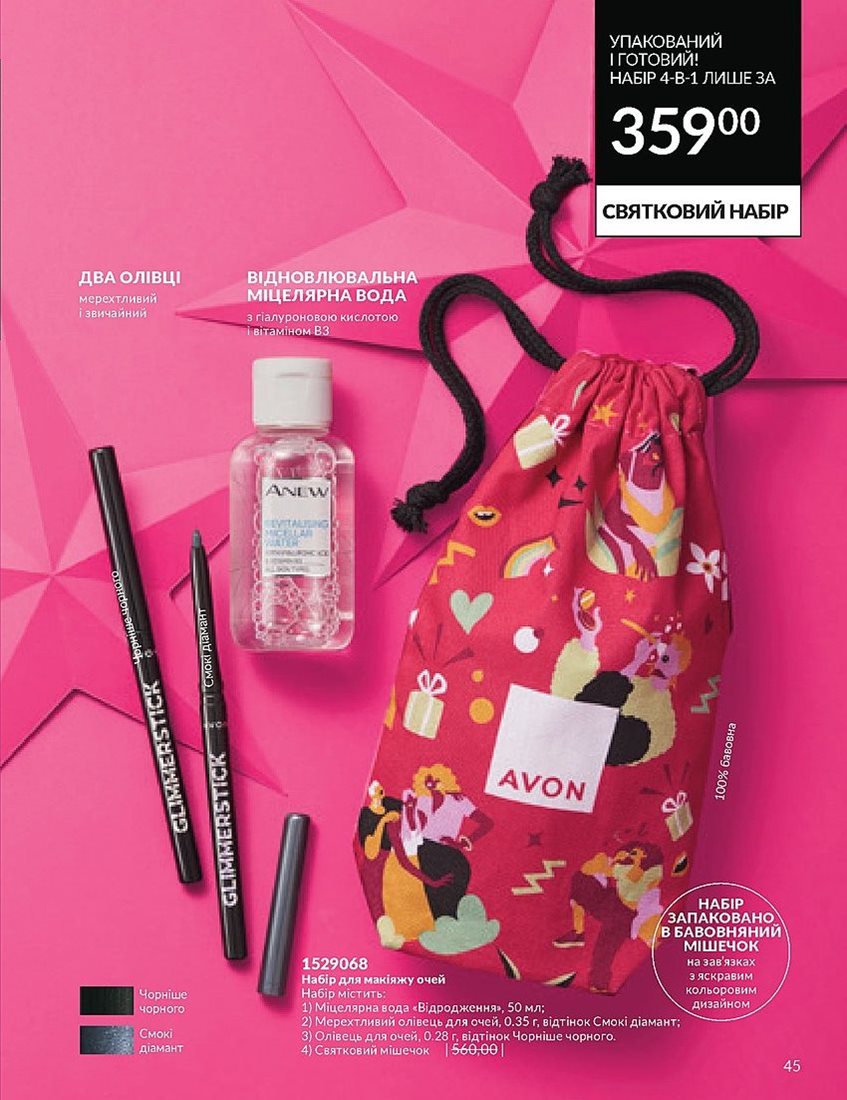 УПАКОВАНИЙ
І ГОТОВИЙ!
НАБІР 4-В-1 ЛИШЕ ЗА
359⁰⁰
СВЯТКОВИЙ НАБІР
ДВА ОЛІВЦІ
мерехтливий
і звичайний
ВІДНОВЛЮВАЛЬНА
МІЦЕЛЯРНА ВОДА
з гіалуроновою кислотою
і вітаміном В3
ANEW
REVITALISING
MICELLAR
WATER
ALL SKIN TYPES
Чорніше чорного
GLIMMERSTICK
Смокі діамант
AVON
GLIMMERSTICK
AVON
100% бавовна
НАБІР
ЗАПАКОВАНО
В БАВОВНЯНИЙ
МІШЕЧОК
на зав'язках
з яскравим
кольоровим
дизайном
Чорніше
чорного
Смокі
діамант
1529068
Набір для макіяжу очей
Набір містить:
1) Міцелярна вода «Відродження», 50 мл;
2) Мерехтливий олівець для очей, 0.35 г, відтінок Смокі діамант;
3) Олівець для очей, 0.28 г, відтінок Чорніше чорного.
4) Святковий мішечок |560,00|
45